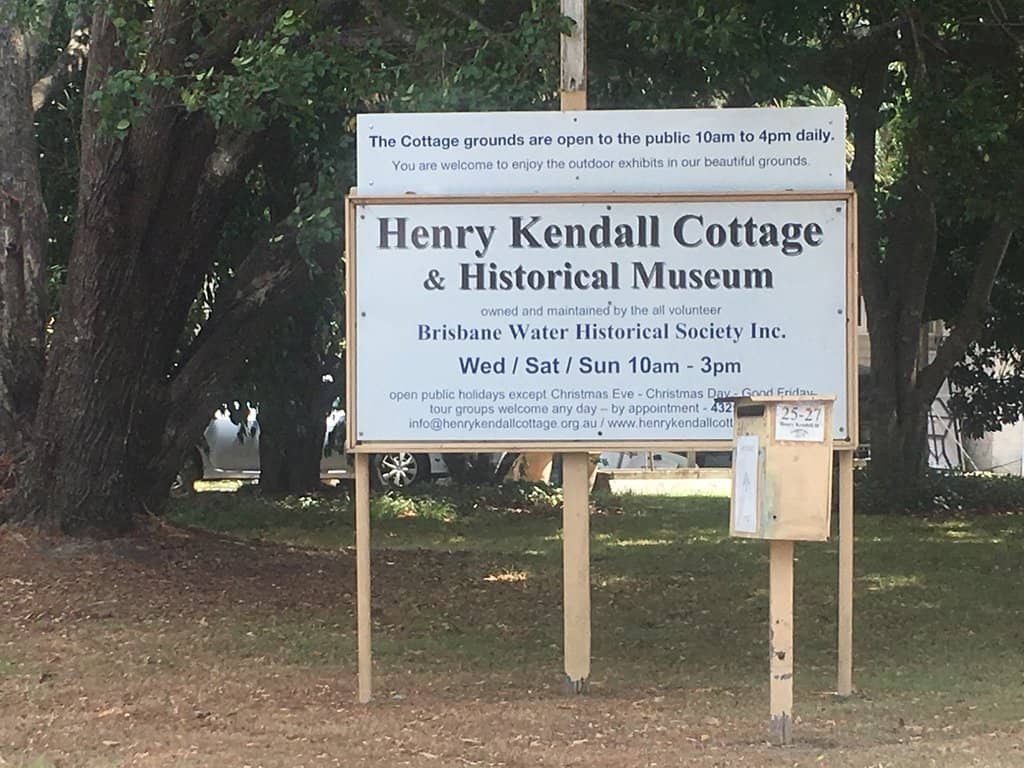 The Cottage grounds are open to the public 10am to 4pm daily.
You are welcome to enjoy the outdoor exhibits in our beautiful grounds.
Henry Kendall Cottage
& Historical Museum
owned and maintained by the all volunteer
Brisbane Water Historical Society Inc.
Wed / Sat / Sun 10am - 3pm
open public holidays except Christmas Eve - Christmas Day - Good Friday
tour groups welcome any day – by appointment - 432
info@henrykendallcottage.org.au / www.henrykendallcott
25-27
Henry Kendall St